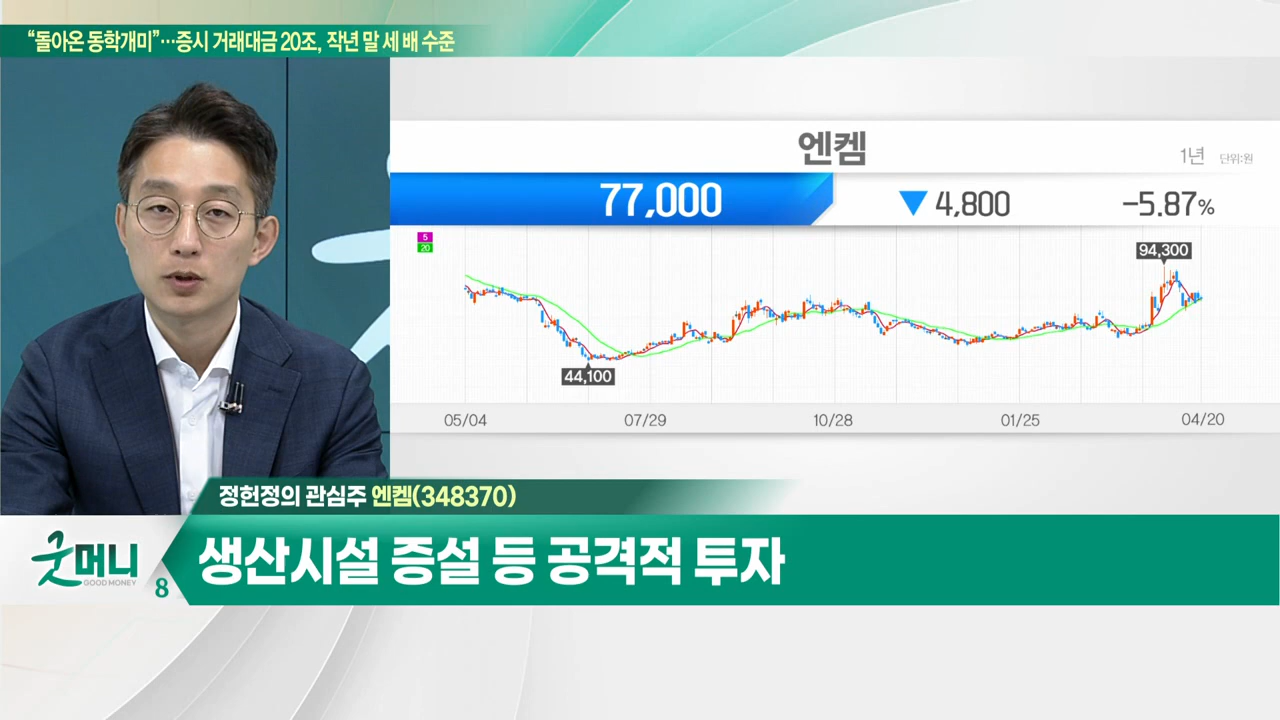 “돌아온 동학개미”…증시 거래대금 20조, 작년 말 세 배 수준
엔켐
1년 단위:원
77,000 ▼4,800 -5.87%
5
20
94,300
44,100
05/04 07/29 10/28 01/25 04/20
정헌정의 관심주 엔켐(348370)
굿머니
GOOD MONEY
8
생산시설 증설 등 공격적 투자